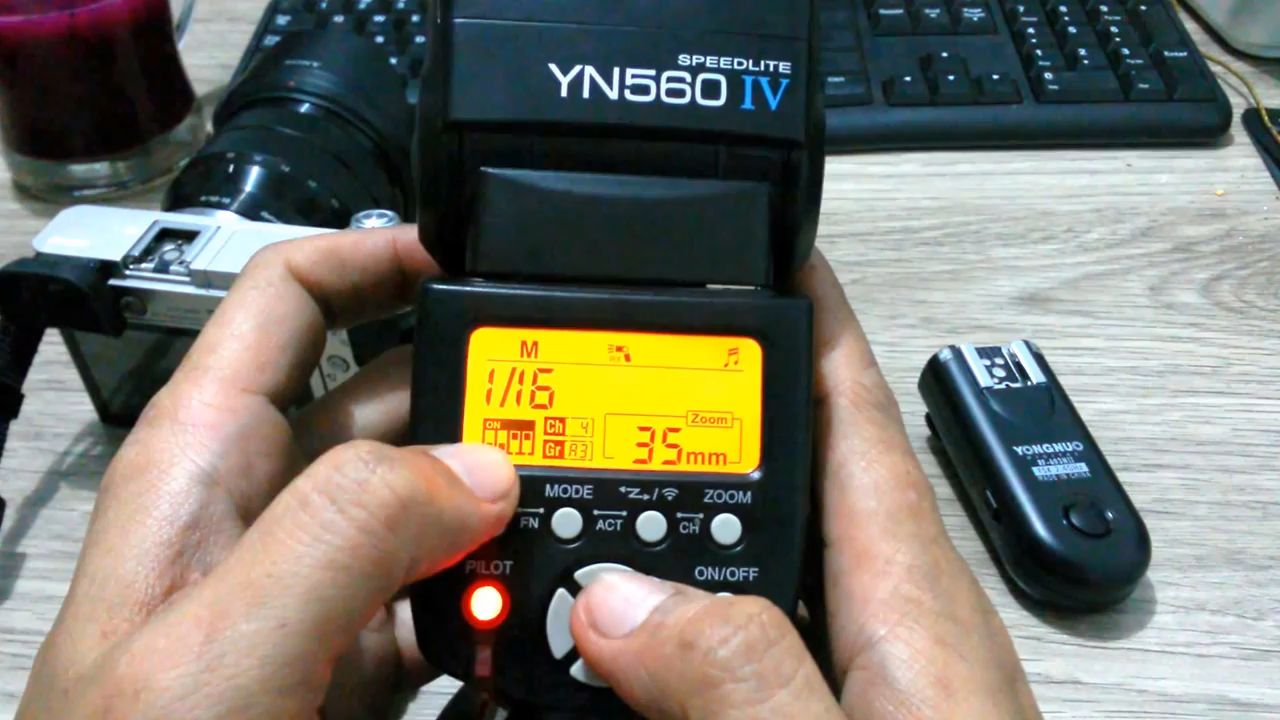 SPEEDLITE
YN560 IV
M
1/16
ON
Ch 4
Gr A3
Zoom
35mm
MODE
ZOOM
FN
ACT
CH
PILOT
ON/OFF
YONGNUO
MADE IN CHINA
Enter